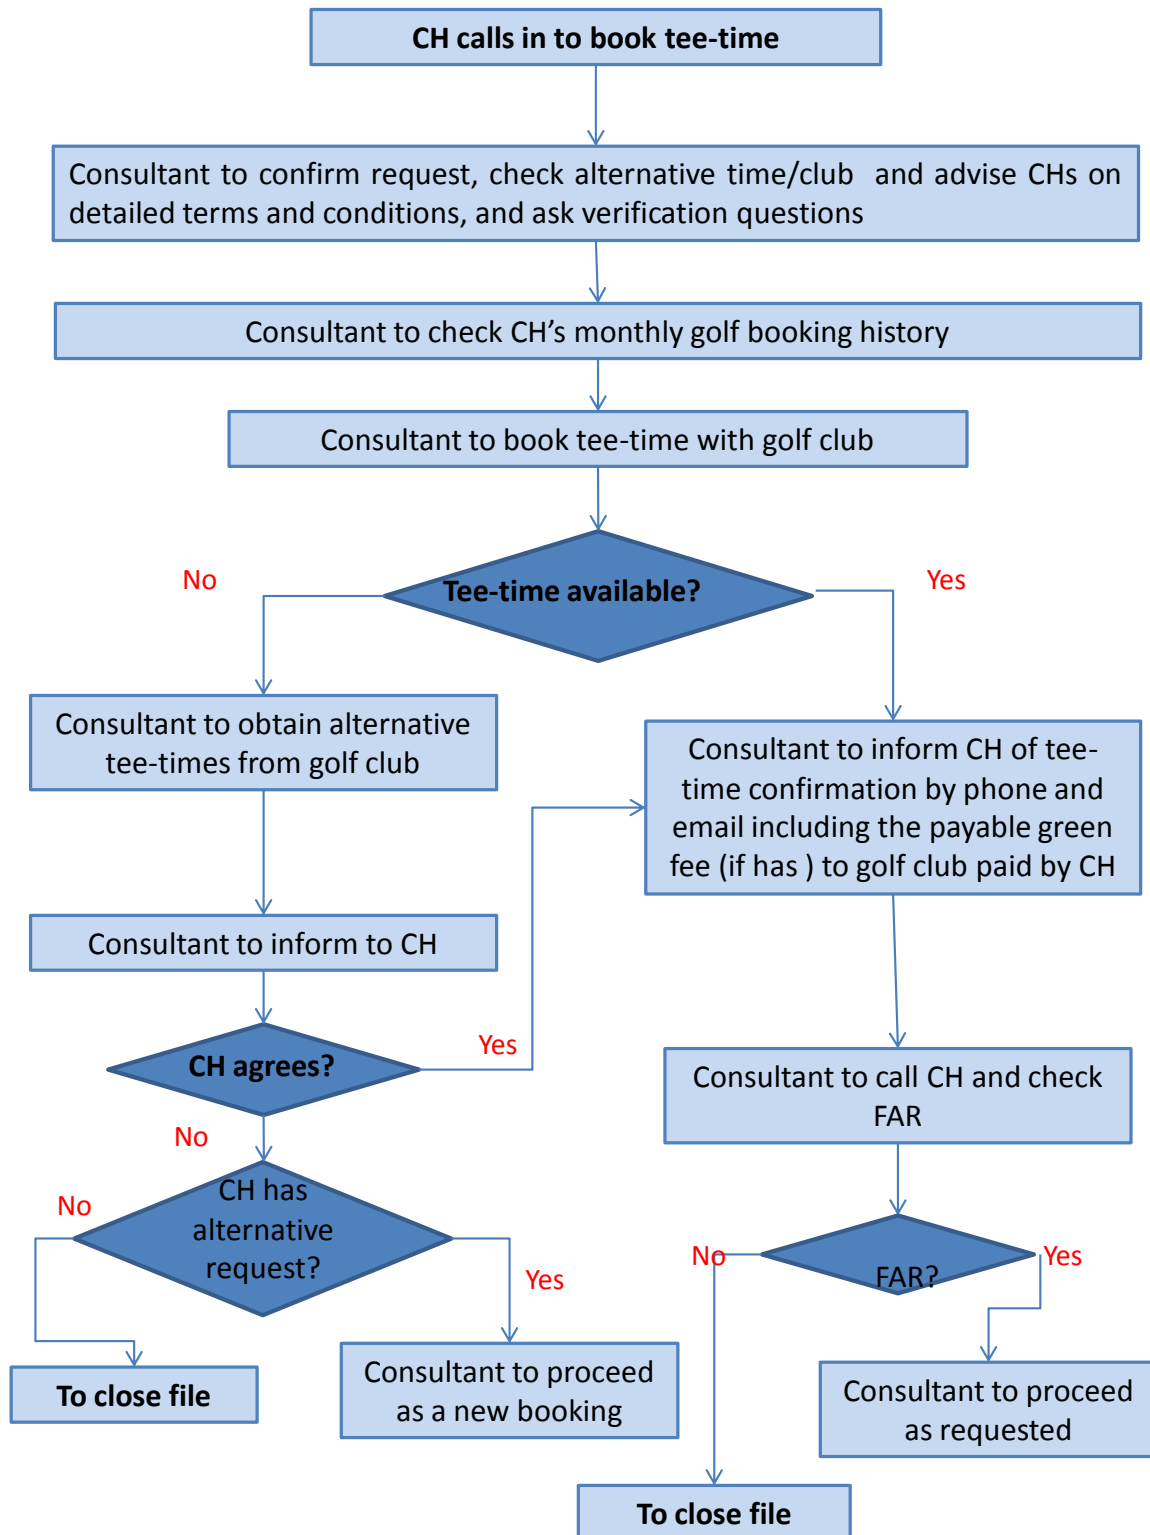 CH calls in to book tee-time
Consultant to confirm request, check alternative time/club and advise CHs on
detailed terms and conditions, and ask verification questions
Consultant to check CH’s monthly golf booking history
Consultant to book tee-time with golf club
Tee-time available?
No
Yes
Consultant to obtain alternative
tee-times from golf club
Consultant to inform CH of tee-
time confirmation by phone and
email including the payable green
fee (if has ) to golf club paid by CH
Consultant to inform to CH
CH agrees?
Yes
No
Consultant to call CH and check
FAR
CH has
alternative
request?
No
Yes
FAR?
No
Yes
To close file
Consultant to proceed
as a new booking
Consultant to proceed
as requested
To close file